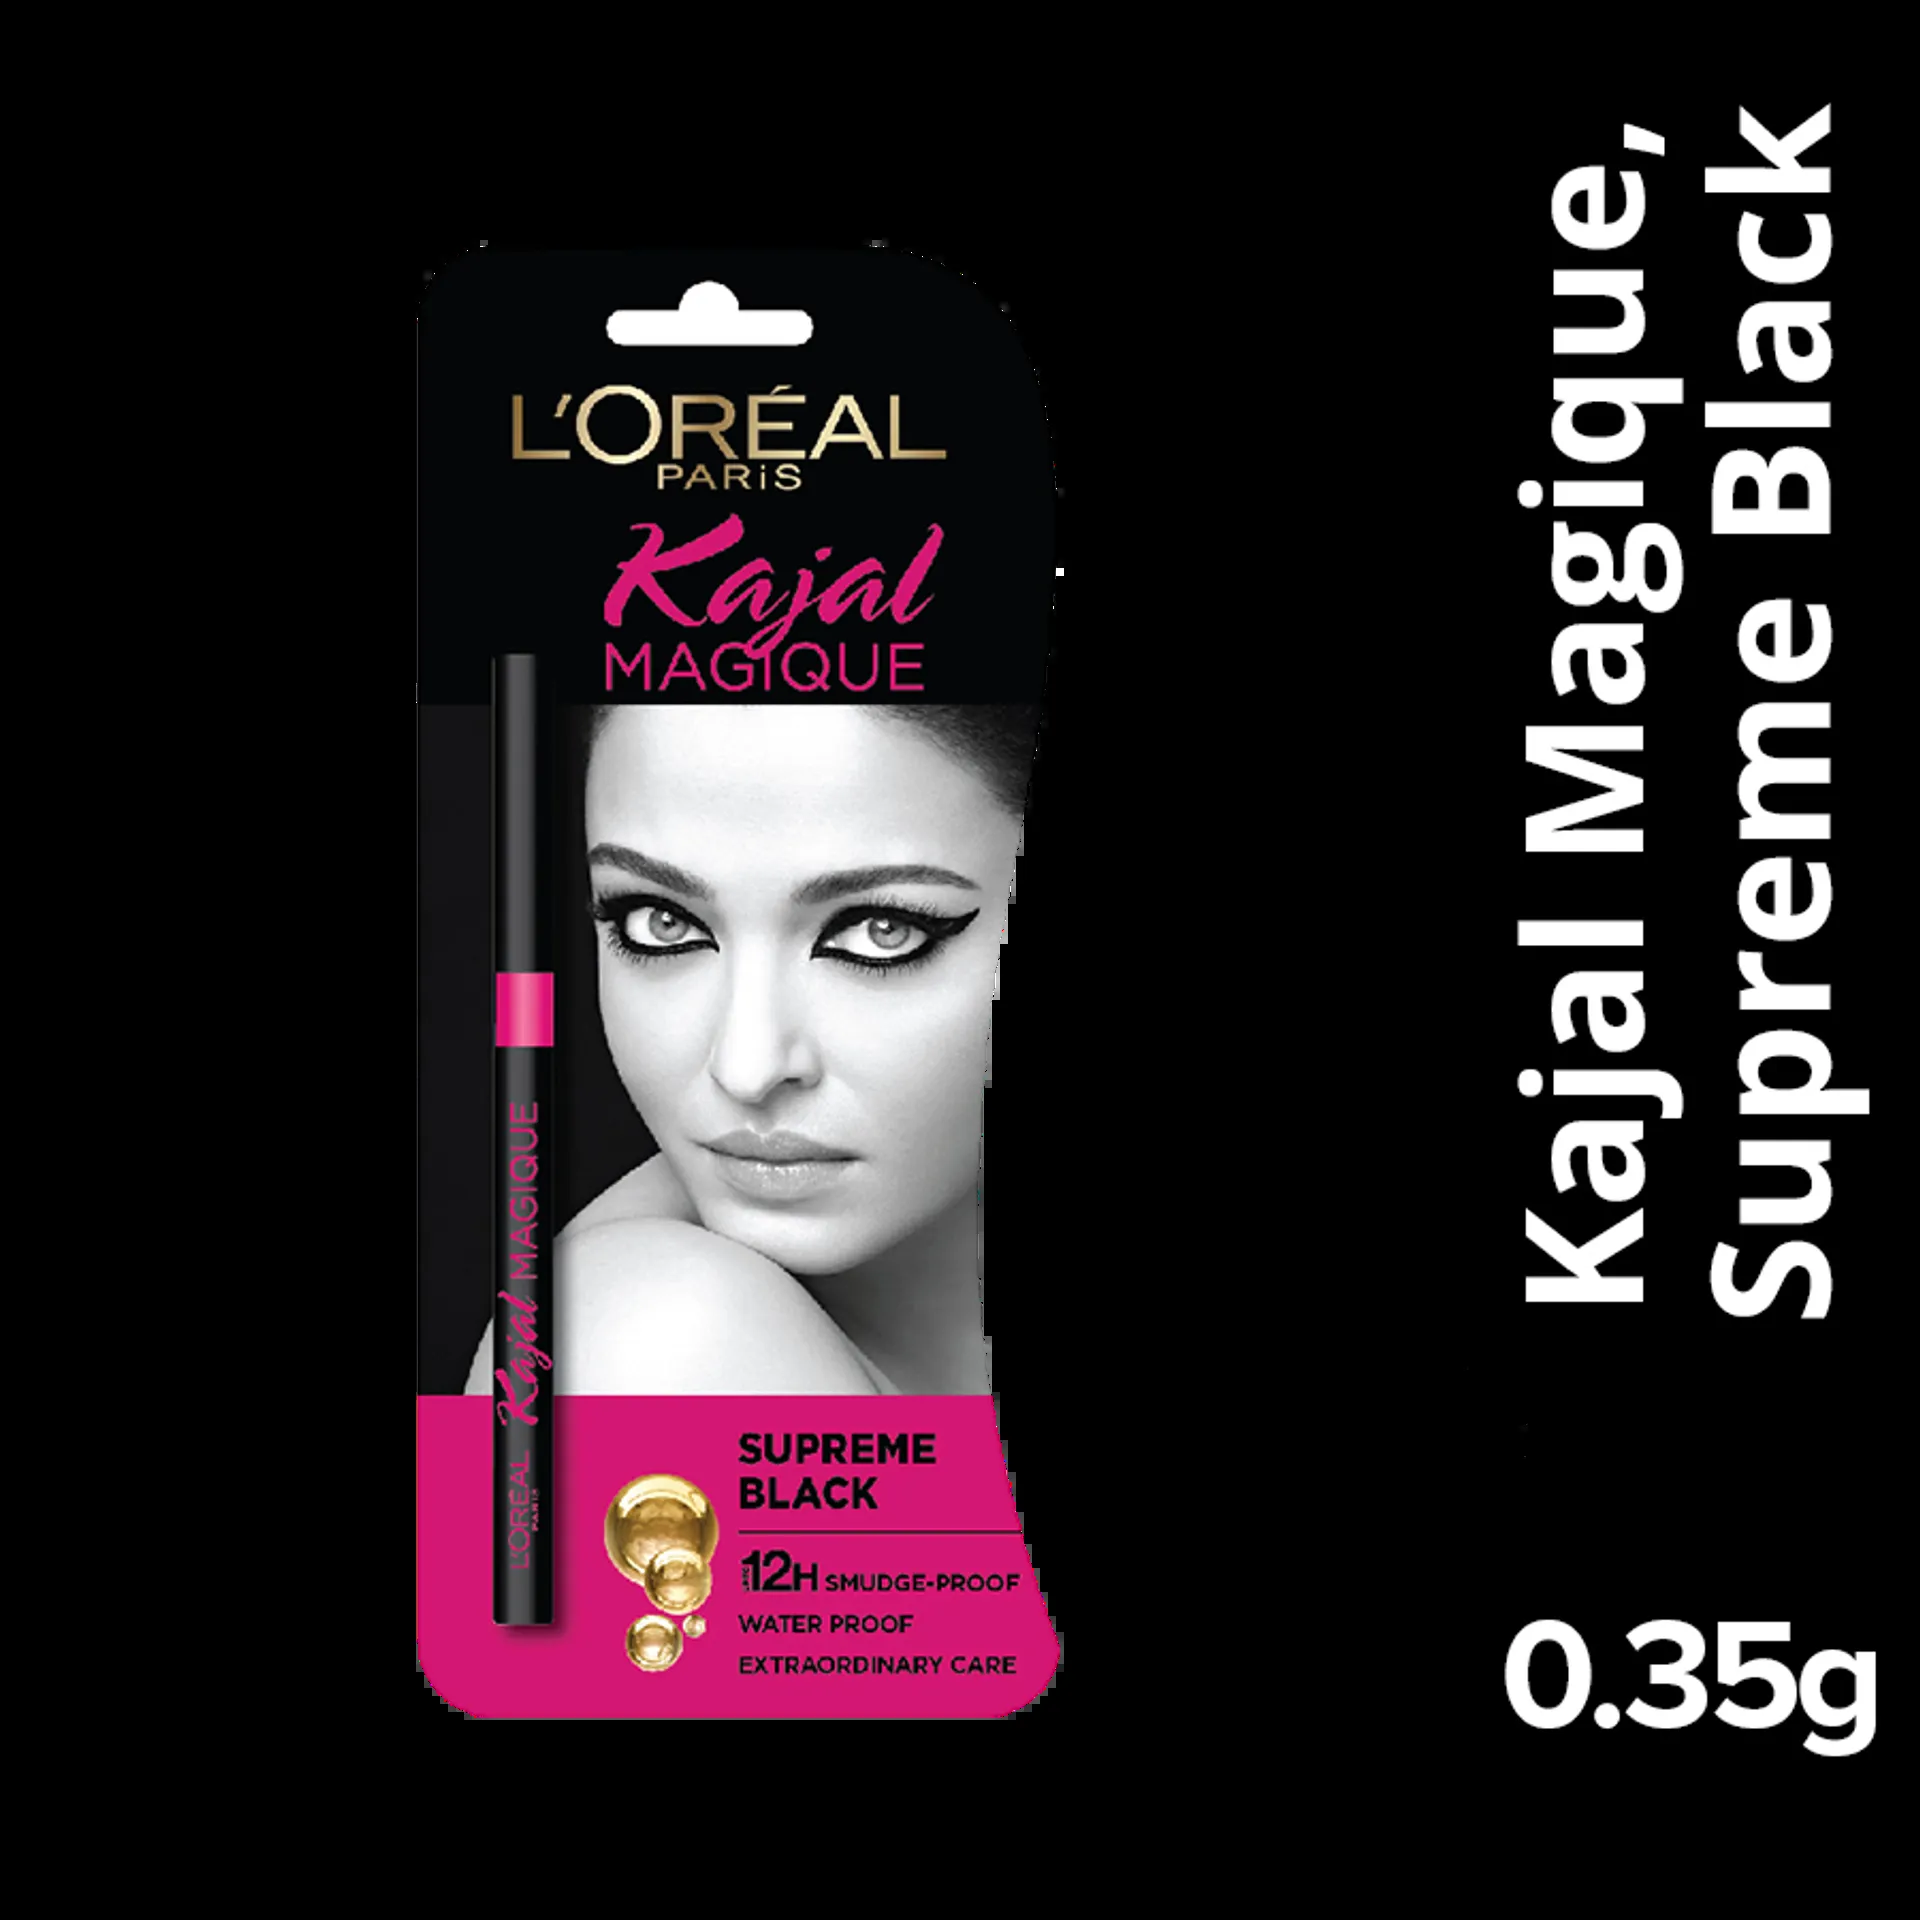 L'ORÉAL
PARiS
Kajal
MAGIQUE
L'ORÉAL
PARIS
Kajal MAGIQUE
SUPREME
BLACK
12H SMUDGE-PROOF
WATER PROOF
EXTRAORDINARY CARE
Kajal Magique,
Supreme Black
0.35g